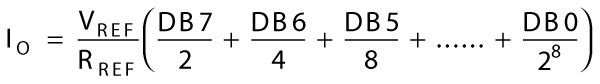 I_O = V_REF / R_REF ( DB7/2 + DB6/4 + DB5/8 + ...... + DB0/2^8 )